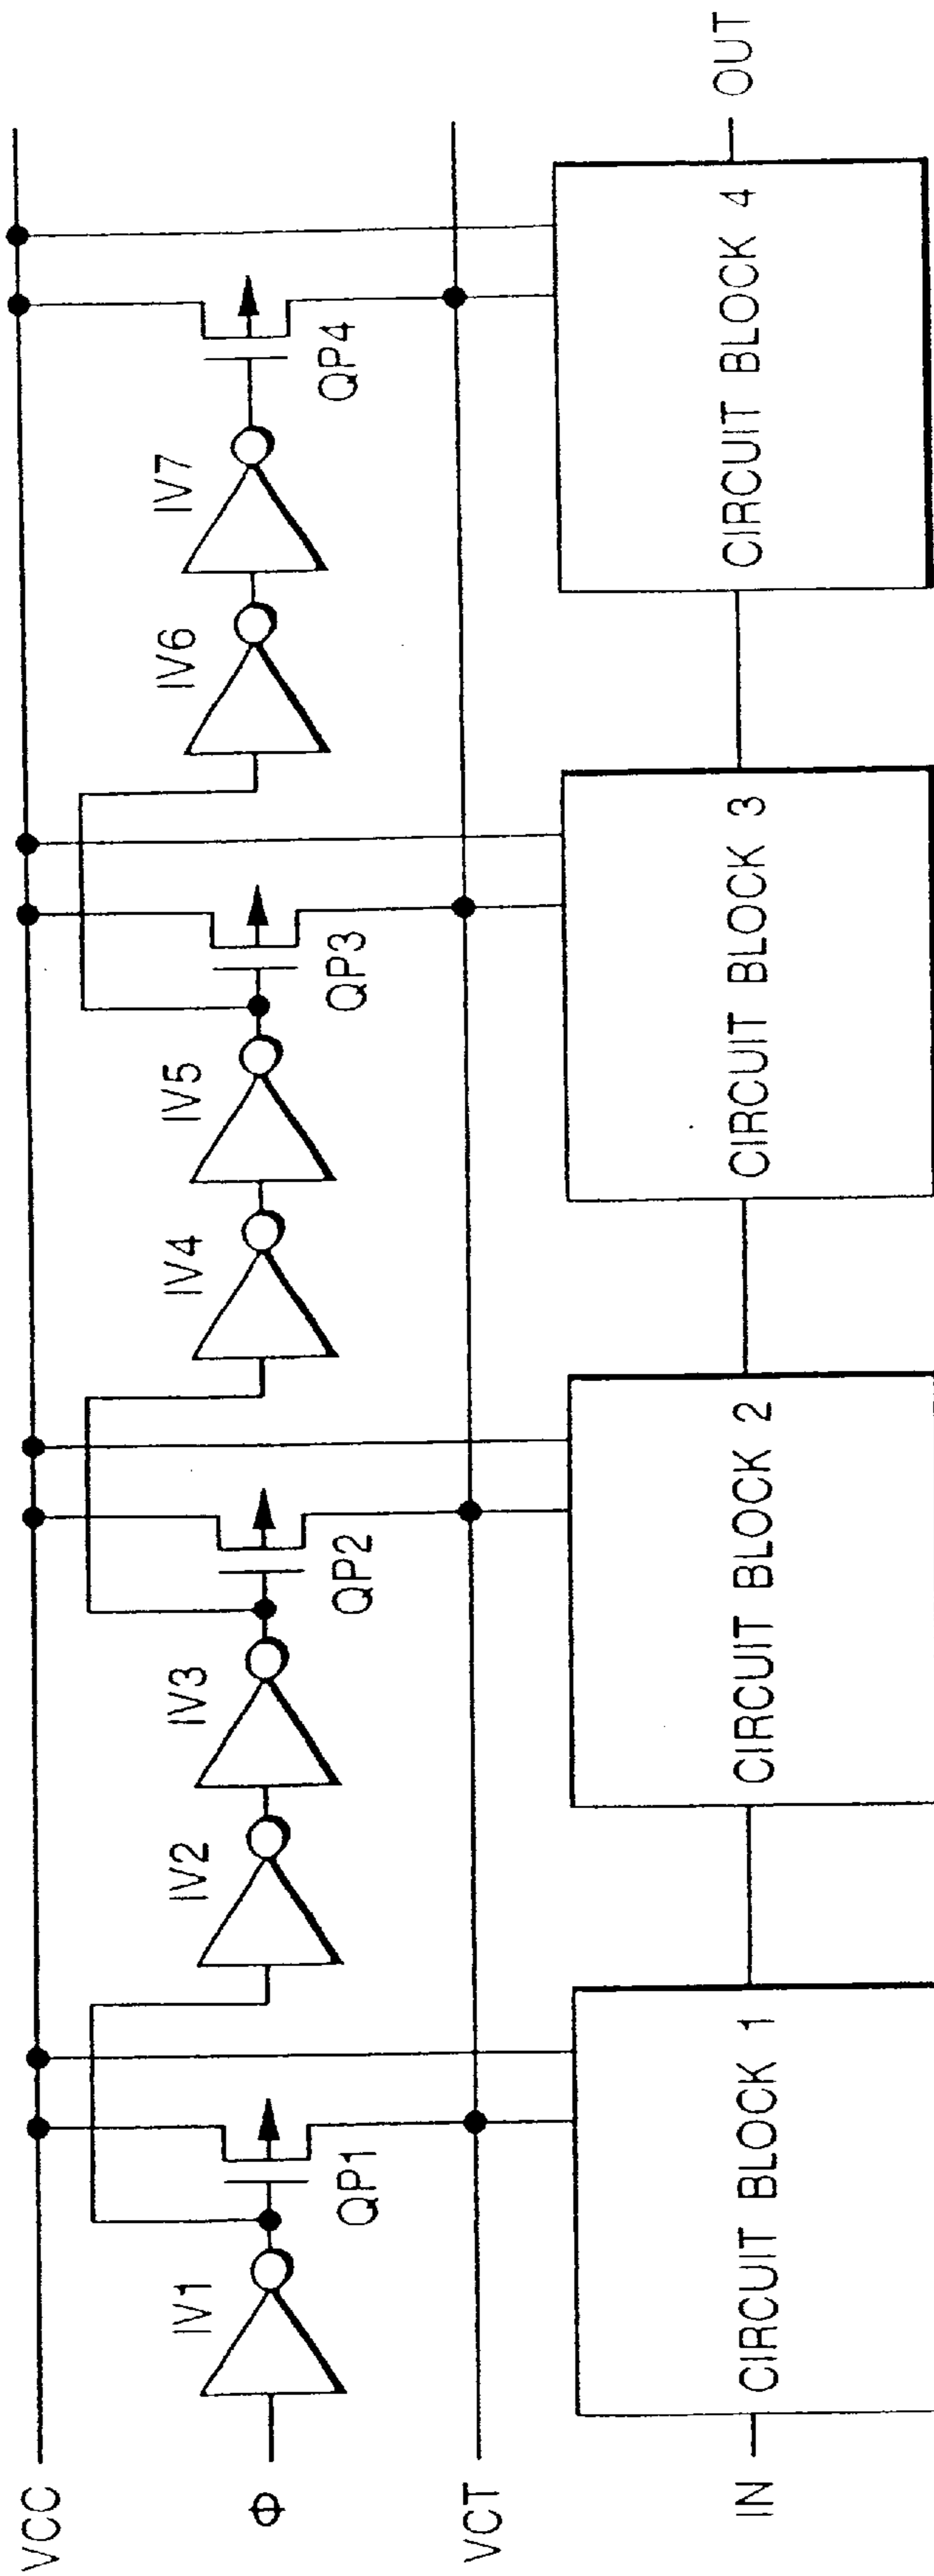 VCC
Φ
VCT
IN
IV1
QP1
IV2
IV3
QP2
IV4
IV5
QP3
IV6
IV7
QP4
CIRCUIT BLOCK 1
CIRCUIT BLOCK 2
CIRCUIT BLOCK 3
CIRCUIT BLOCK 4
OUT